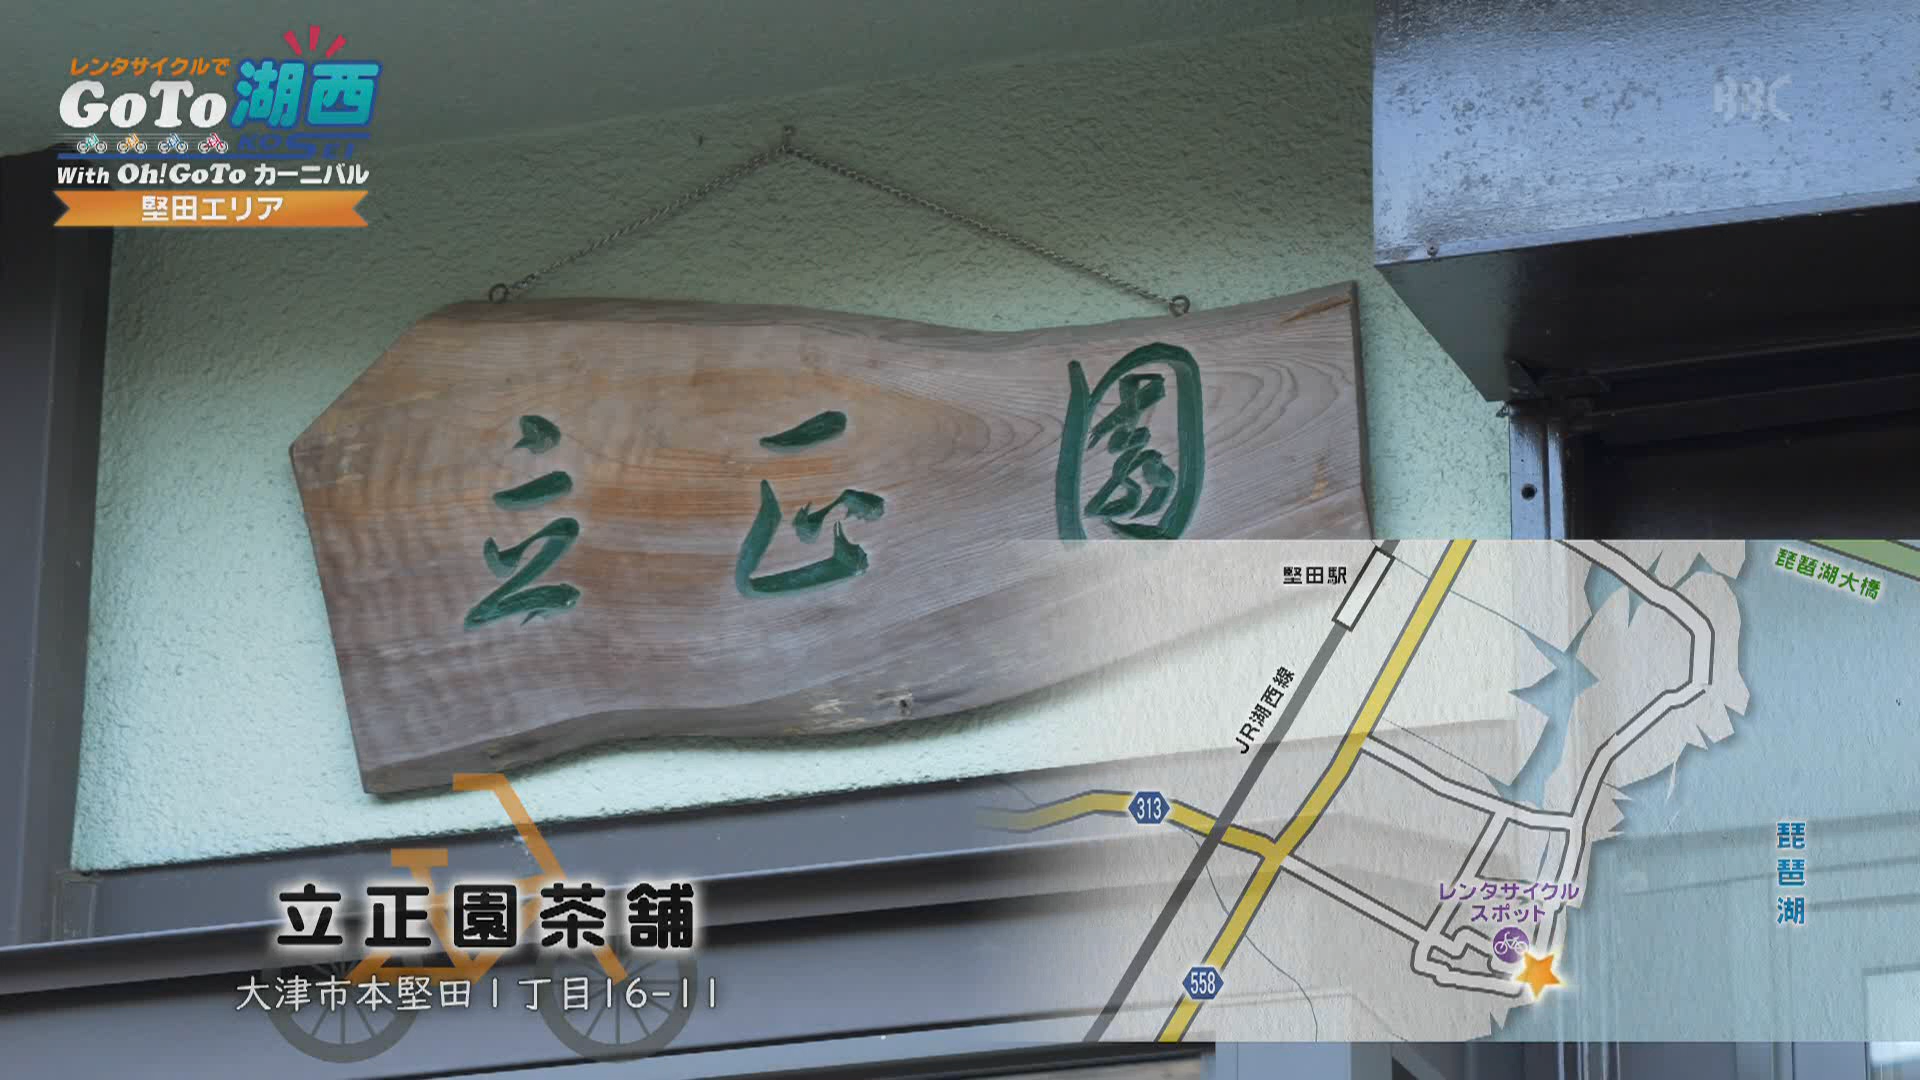 レンタサイクルで
GoTo湖西
KOSEI
With Oh!GoTo カーニバル
堅田エリア
BBC
立正園
堅田駅
琵琶湖大橋
JR湖西線
313
琵琶湖
レンタサイクル
スポット
558
立正園茶舗
大津市本堅田1丁目16-11